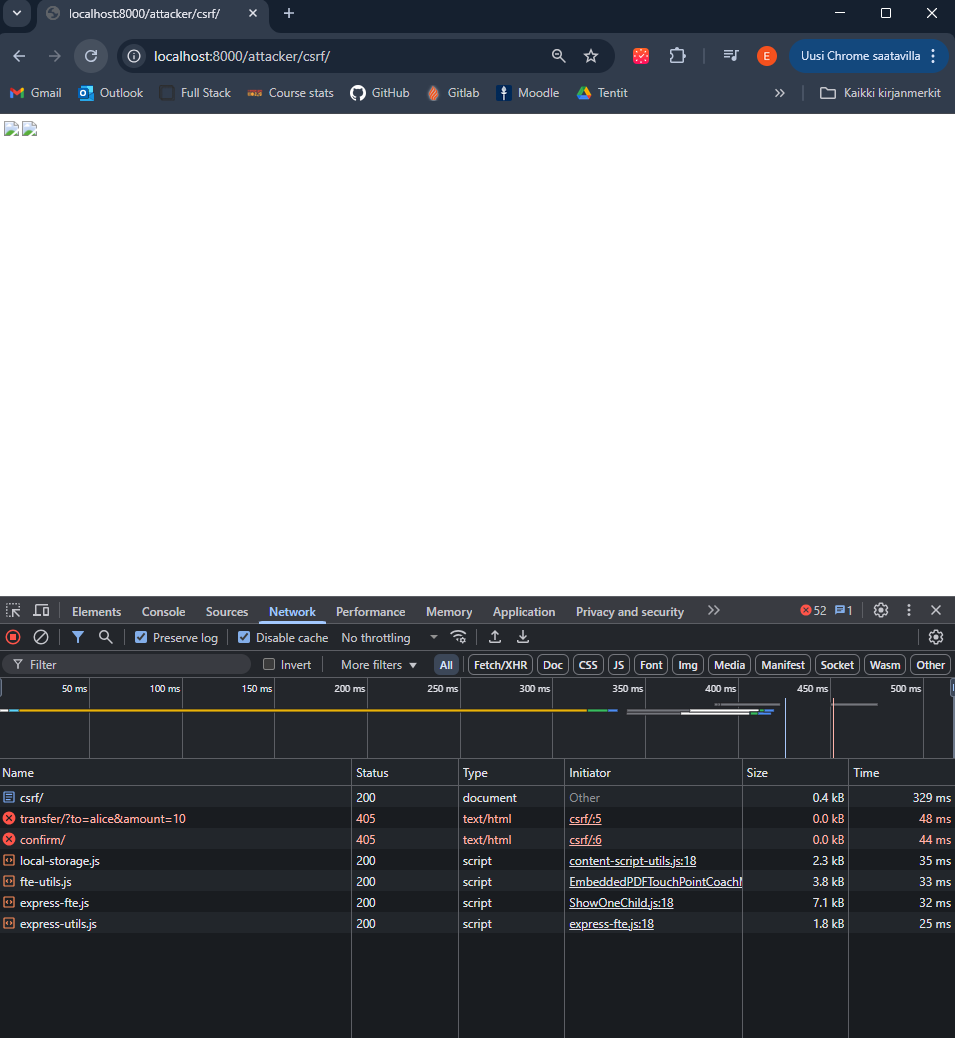 localhost:8000/attacker/csrf/
localhost:8000/attacker/csrf/
E
Uusi Chrome saatavilla
Gmail Outlook Full Stack Course stats GitHub Gitlab Moodle Tentit » Kaikki kirjanmerkit
Elements Console Sources Network Performance Memory Application Privacy and security 52 1
Preserve log Disable cache No throttling
Filter Invert More filters All Fetch/XHR Doc CSS JS Font Img Media Manifest Socket Wasm Other
50 ms 100 ms 150 ms 200 ms 250 ms 300 ms 350 ms 400 ms 450 ms 500 ms
Name Status Type Initiator Size Time
csrf/ 200 document Other 0.4 kB 329 ms
transfer/?to=alice&amount=10 405 text/html csrf/:5 0.0 kB 48 ms
confirm/ 405 text/html csrf/:6 0.0 kB 44 ms
local-storage.js 200 script content-script-utils.js:18 2.3 kB 35 ms
fte-utils.js 200 script EmbeddedPDFTouchPointCoach 3.8 kB 33 ms
express-fte.js 200 script ShowOneChild.js:18 7.1 kB 32 ms
express-utils.js 200 script express-fte.js:18 1.8 kB 25 ms